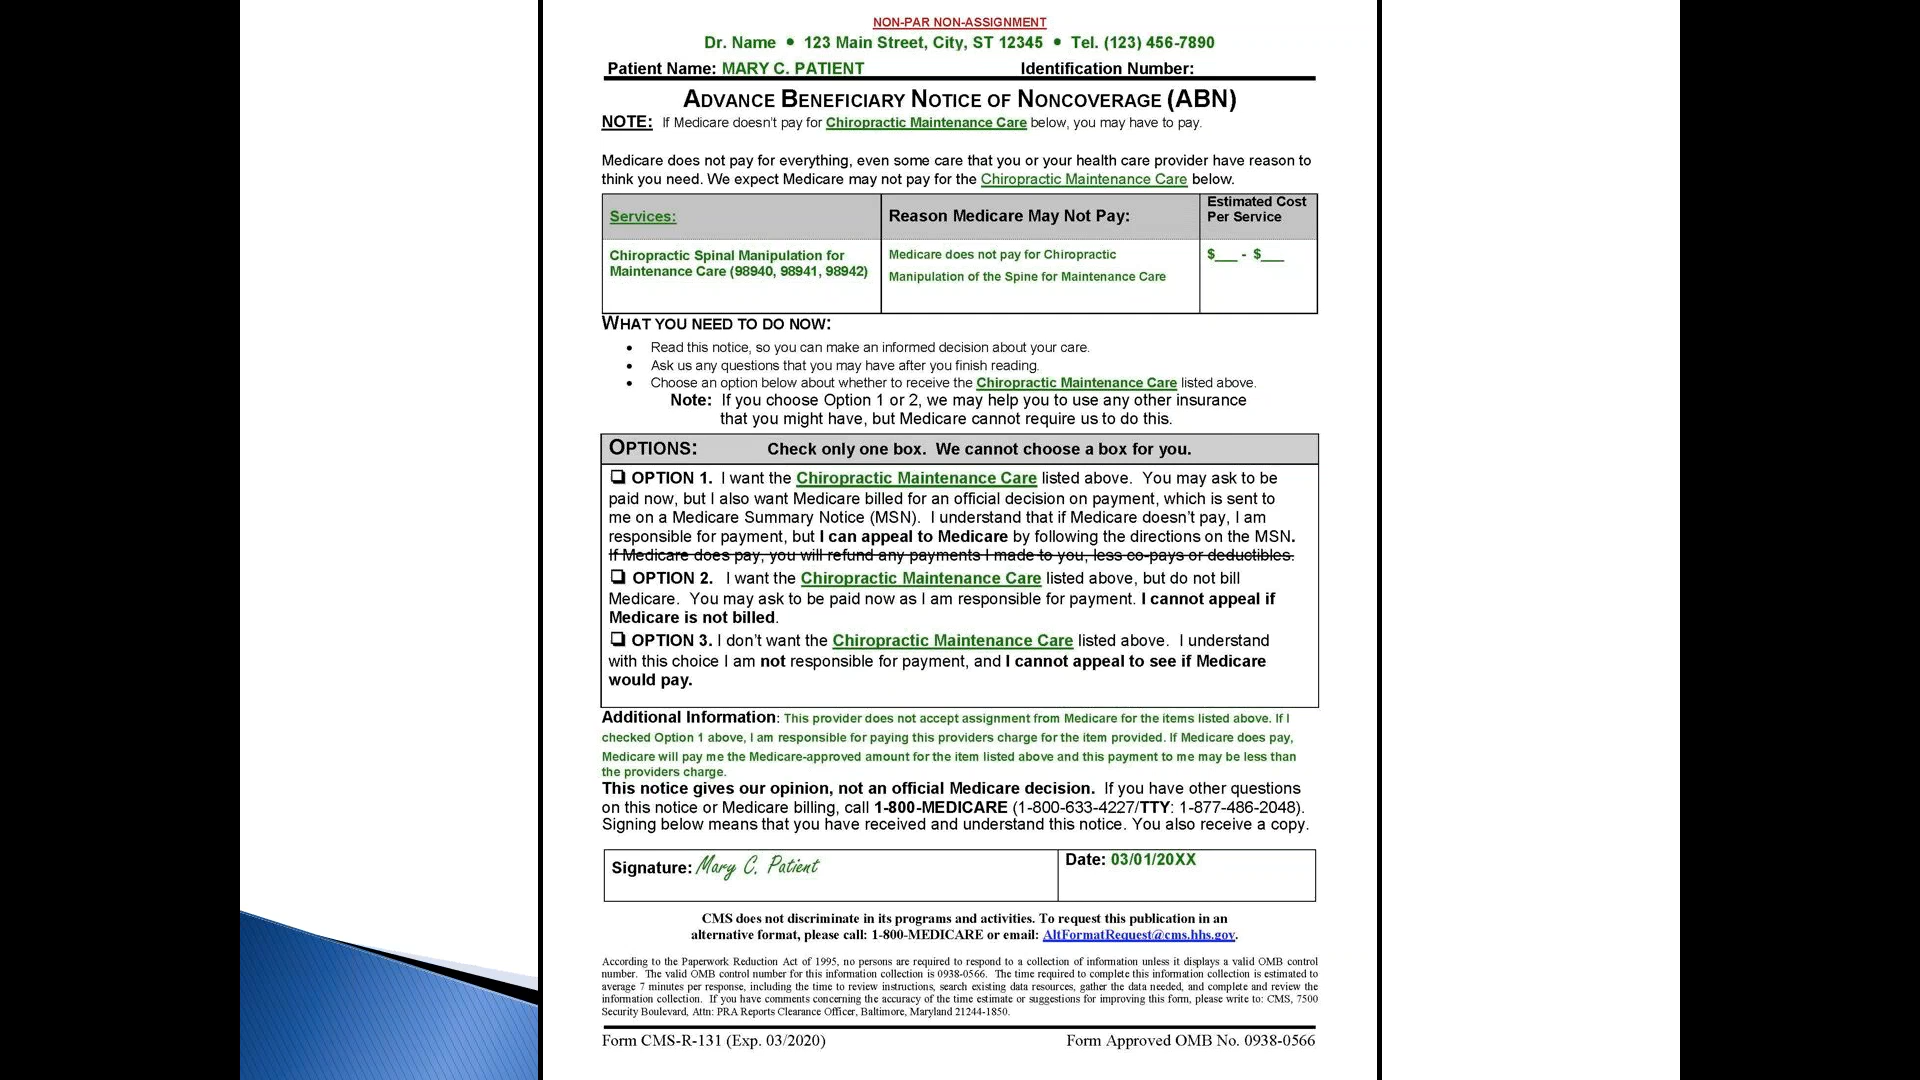 NON-PAR NON-ASSIGNMENT
Dr. Name • 123 Main Street, City, ST 12345 • Tel. (123) 456-7890
Patient Name: MARY C. PATIENT Identification Number:
ADVANCE BENEFICIARY NOTICE OF NONCOVERAGE (ABN)
NOTE: If Medicare doesn't pay for Chiropractic Maintenance Care below, you may have to pay.
Medicare does not pay for everything, even some care that you or your health care provider have reason to
think you need. We expect Medicare may not pay for the Chiropractic Maintenance Care below.
Services:
Reason Medicare May Not Pay:
Estimated Cost
Per Service
Chiropractic Spinal Manipulation for
Maintenance Care (98940, 98941, 98942)
Medicare does not pay for Chiropractic
Manipulation of the Spine for Maintenance Care
$___ - $___
WHAT YOU NEED TO DO NOW:
• Read this notice, so you can make an informed decision about your care.
• Ask us any questions that you may have after you finish reading.
• Choose an option below about whether to receive the Chiropractic Maintenance Care listed above.
Note: If you choose Option 1 or 2, we may help you to use any other insurance
that you might have, but Medicare cannot require us to do this.
OPTIONS: Check only one box. We cannot choose a box for you.
❏ OPTION 1. I want the Chiropractic Maintenance Care listed above. You may ask to be
paid now, but I also want Medicare billed for an official decision on payment, which is sent to
me on a Medicare Summary Notice (MSN). I understand that if Medicare doesn't pay, I am
responsible for payment, but I can appeal to Medicare by following the directions on the MSN.
If Medicare does pay, you will refund any payments I made to you, less co-pays or deductibles.
❏ OPTION 2. I want the Chiropractic Maintenance Care listed above, but do not bill
Medicare. You may ask to be paid now as I am responsible for payment. I cannot appeal if
Medicare is not billed.
❏ OPTION 3. I don't want the Chiropractic Maintenance Care listed above. I understand
with this choice I am not responsible for payment, and I cannot appeal to see if Medicare
would pay.
Additional Information: This provider does not accept assignment from Medicare for the items listed above. If I
checked Option 1 above, I am responsible for paying this providers charge for the item provided. If Medicare does pay,
Medicare will pay me the Medicare-approved amount for the item listed above and this payment to me may be less than
the providers charge.
This notice gives our opinion, not an official Medicare decision. If you have other questions
on this notice or Medicare billing, call 1-800-MEDICARE (1-800-633-4227/TTY: 1-877-486-2048).
Signing below means that you have received and understand this notice. You also receive a copy.
Signature: Mary C. Patient
Date: 03/01/20XX
CMS does not discriminate in its programs and activities. To request this publication in an
alternative format, please call: 1-800-MEDICARE or email: AltFormatRequest@cms.hhs.gov.
According to the Paperwork Reduction Act of 1995, no persons are required to respond to a collection of information unless it displays a valid OMB control
number. The valid OMB control number for this information collection is 0938-0566. The time required to complete this information collection is estimated to
average 7 minutes per response, including the time to review instructions, search existing data resources, gather the data needed, and complete and review the
information collection. If you have comments concerning the accuracy of the time estimate or suggestions for improving this form, please write to: CMS, 7500
Security Boulevard, Attn: PRA Reports Clearance Officer, Baltimore, Maryland 21244-1850.
Form CMS-R-131 (Exp. 03/2020) Form Approved OMB No. 0938-0566